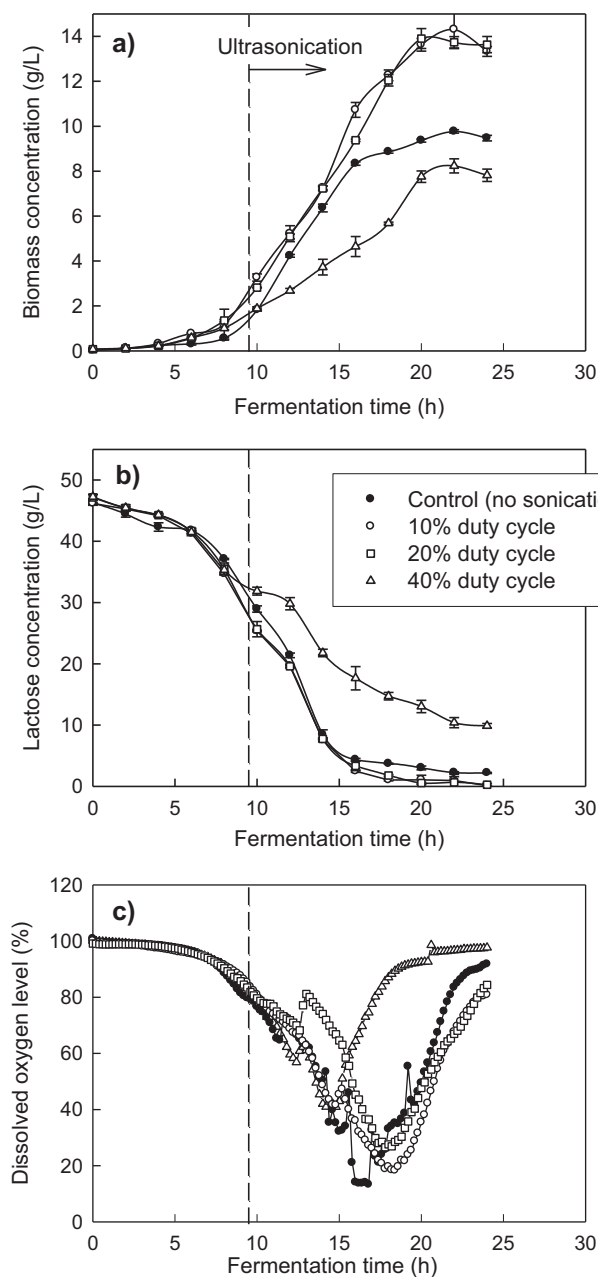 a)
Ultrasonication
14
12
10
8
6
4
2
0
Biomass concentration (g/L)
0 5 10 15 20 25 30
Fermentation time (h)
b)
50
40
30
20
10
0
Lactose concentration (g/L)
Control (no sonicati
10% duty cycle
20% duty cycle
40% duty cycle
0 5 10 15 20 25 30
Fermentation time (h)
c)
120
100
80
60
40
20
0
Dissolved oxygen level (%)
0 5 10 15 20 25 30
Fermentation time (h)